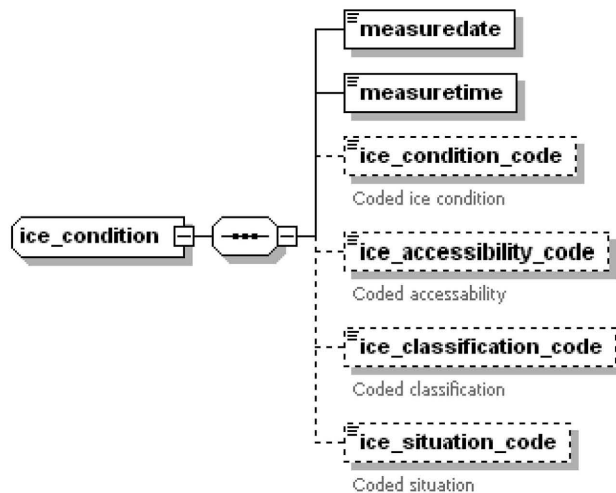 measuredate
measuretime
ice_condition_code
Coded ice condition
ice_condition
ice_accessibility_code
Coded accessability
ice_classification_code
Coded classification
ice_situation_code
Coded situation